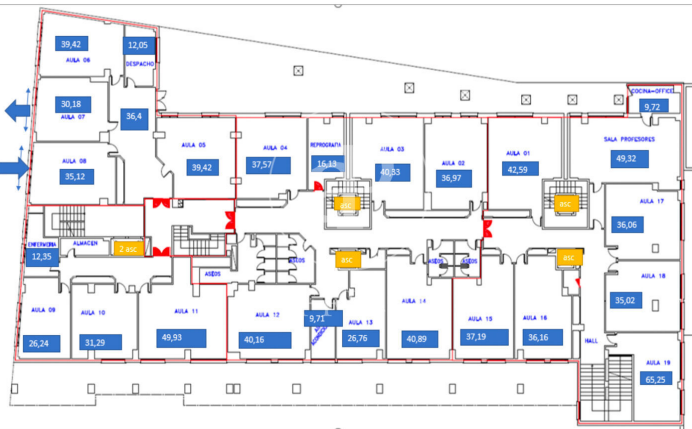 39,42
12,05
AULA 06
DESPACHO
COCINA-OFFICE
9,72
30,18
AULA 07
36,4
AULA 05
39,42
AULA 04
37,57
REPROGRAFIA
16,13
AULA 03
40,33
AULA 02
36,97
AULA 01
42,59
SALA PROFESORES
49,32
AULA 08
35,12
asc
asc
AULA 17
36,06
ENFERMERIA
12,35
ALMACEN
2 asc
ASEOS
ASEOS
asc
ASEOS
ASEOS
asc
AULA 18
35,02
AULA 09
26,24
AULA 10
31,29
AULA 11
49,93
AULA 12
40,16
9,71
AULA 13
26,76
AULA 14
40,89
AULA 15
37,19
AULA 16
36,16
HALL
AULA 19
65,25